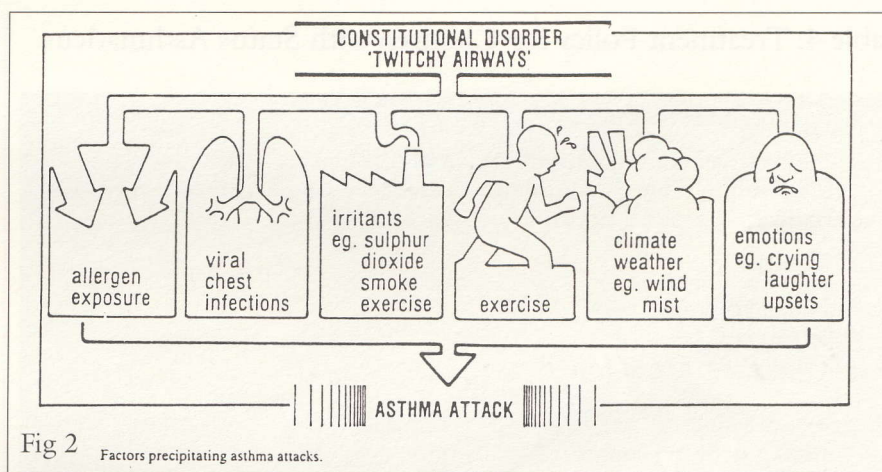 CONSTITUTIONAL DISORDER
'TWITCHY AIRWAYS'
allergen
exposure
viral
chest
infections
irritants
eg. sulphur
dioxide
smoke
exercise
exercise
climate
weather
eg. wind
mist
emotions
eg. crying
laughter
upsets
ASTHMA ATTACK
Fig 2
Factors precipitating asthma attacks.